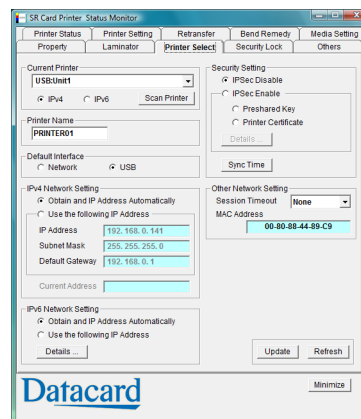 SR Card Printer Status Monitor
Printer Status Printer Setting Retransfer Bend Remedy Media Setting
Property Laminator Printer Select Security Lock Others
Current Printer
USB:Unit1
IPv4 IPv6 Scan Printer
Printer Name
PRINTER01
Default Interface
Network USB
IPv4 Network Setting
Obtain and IP Address Automatically
Use the following IP Address
IP Address 192. 168. 0. 141
Subnet Mask 255. 255. 255. 0
Default Gateway 192. 168. 0. 1
Current Address
IPv6 Network Setting
Obtain and IP Address Automatically
Use the following IP Address
Details ...
Security Setting
IPSec Disable
IPSec Enable
Preshared Key
Printer Certificate
Details ...
Sync Time
Other Network Setting
Session Timeout None
MAC Address
00-80-88-44-89-C9
Update Refresh
Datacard
Minimize